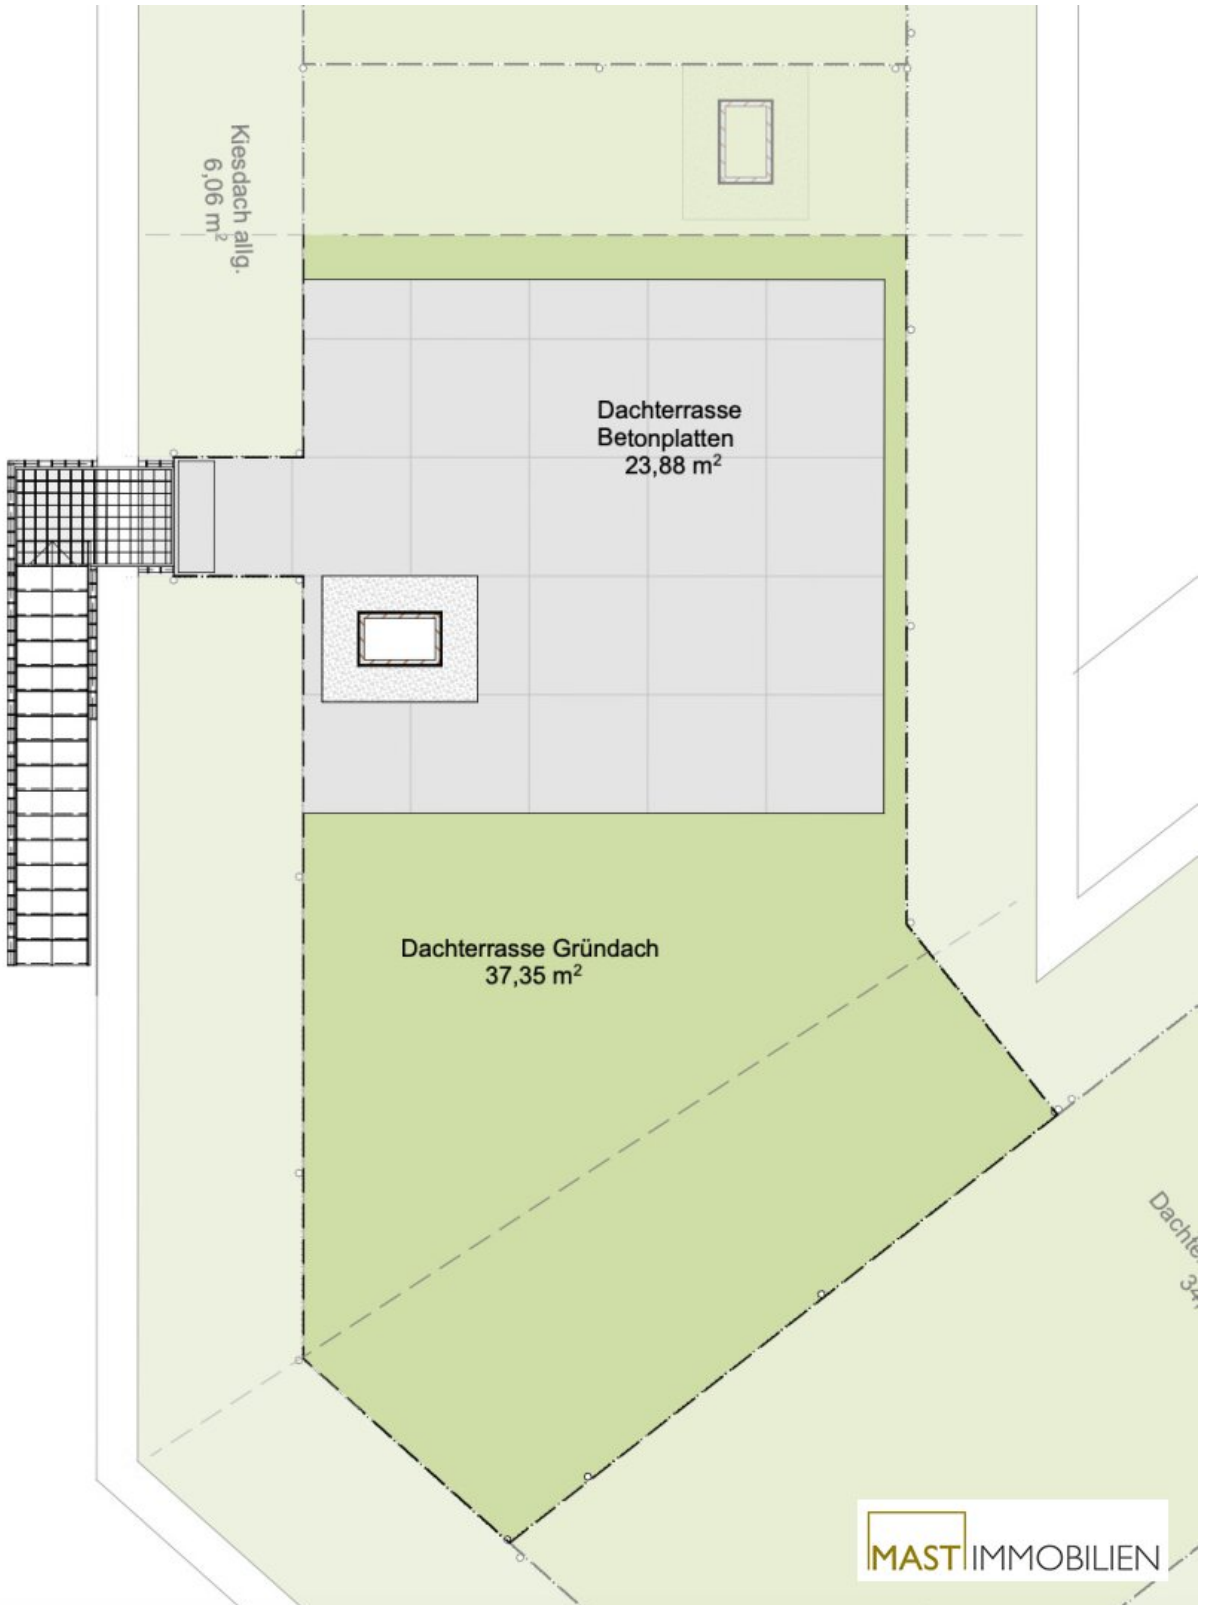 Kiesdach allg.
6,06 m²
Dachterrasse
Betonplatten
23,88 m²
Dachterrasse Gründach
37,35 m²
MAST IMMOBILIEN